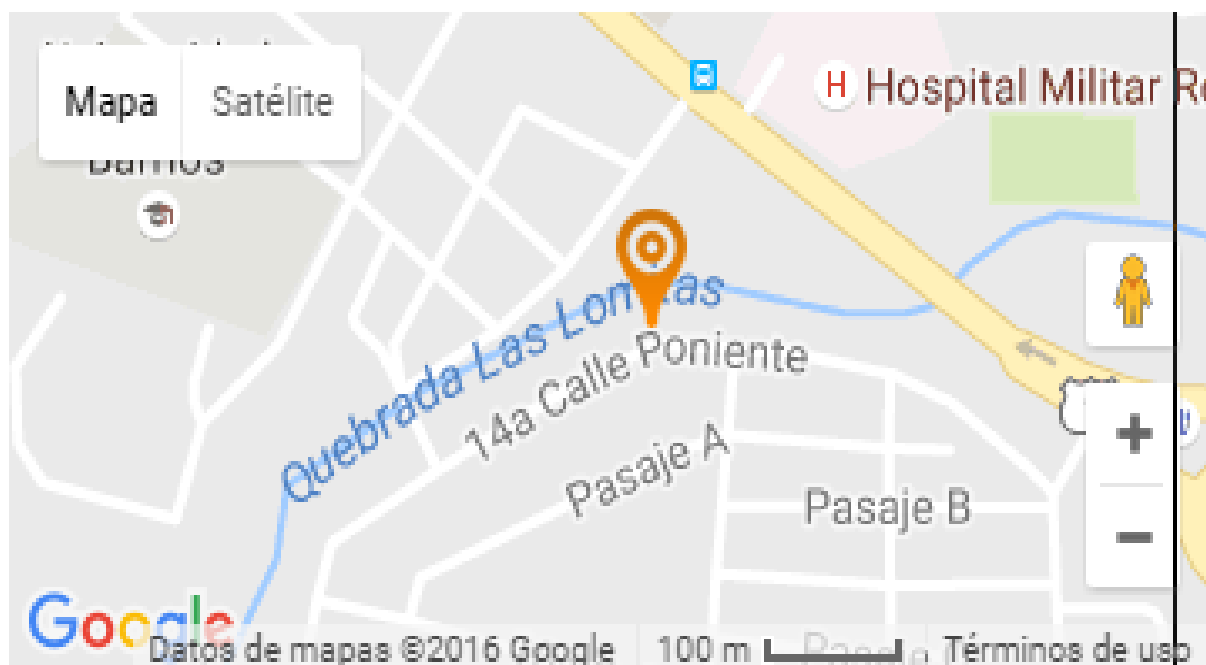 Mapa
Satélite
Barrios
H Hospital Militar
Quebrada Las Lomitas
14a Calle Poniente
Pasaje A
Pasaje B
+
−
Google
Datos de mapas ©2016 Google
100 m
Términos de uso